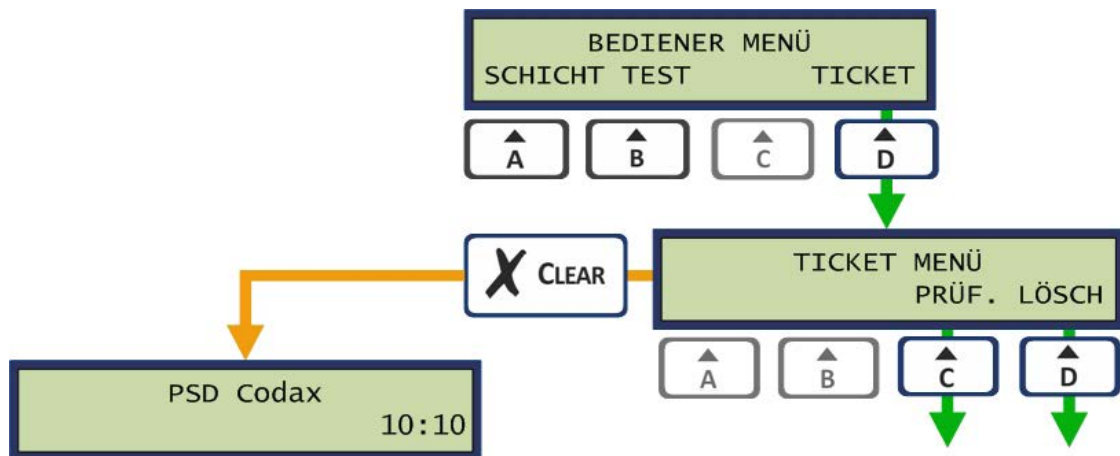 BEDIENER MENÜ
SCHICHT TEST TICKET
A B C D
TICKET MENÜ
PRÜF. LÖSCH
X CLEAR
A B C D
PSD Codax
10:10